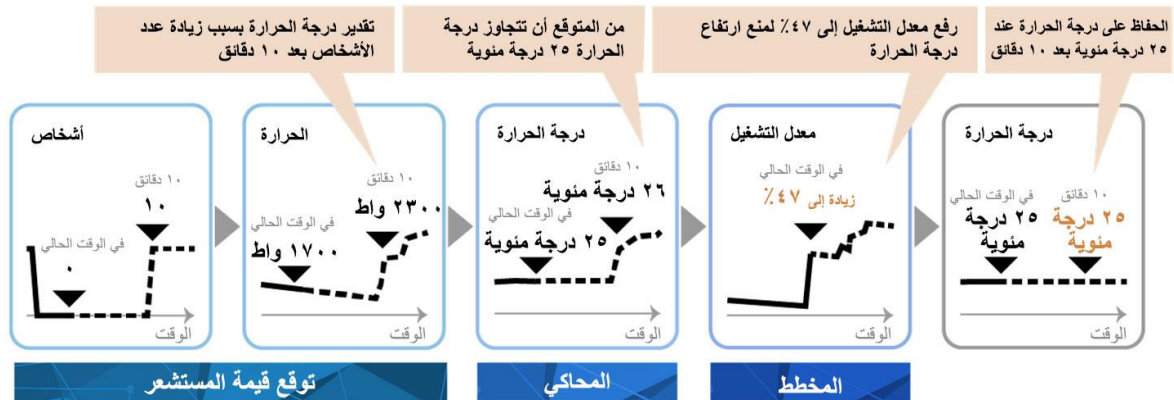 تقدير درجة الحرارة بسبب زيادة عدد
الأشخاص بعد ١٠ دقائق
من المتوقع أن تتجاوز درجة
الحرارة ٢٥ درجة مئوية
رفع معدل التشغيل إلى ٤٧٪ لمنع ارتفاع
درجة الحرارة
الحفاظ على درجة الحرارة عند
٢٥ درجة مئوية بعد ١٠ دقائق
أشخاص
١٠ دقائق
١٠
في الوقت الحالي
٠
الوقت
الحرارة
١٠ دقائق
٢٣٠٠ واط
في الوقت الحالي
١٧٠٠ واط
الوقت
درجة الحرارة
١٠ دقائق
٢٦ درجة مئوية
في الوقت الحالي
٢٥ درجة مئوية
الوقت
معدل التشغيل
في الوقت الحالي
زيادة إلى ٤٧٪
الوقت
درجة الحرارة
١٠ دقائق
٢٥ درجة
مئوية
في الوقت الحالي
٢٥ درجة
مئوية
الوقت
توقع قيمة المستشعر
المحاكي
المخطط